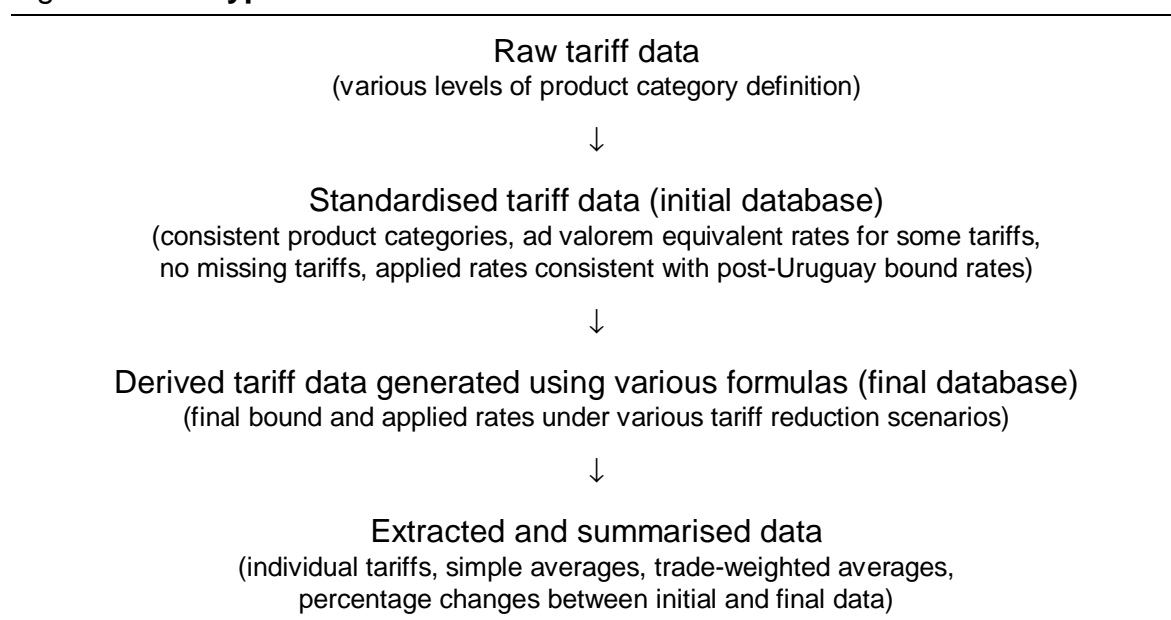 Raw tariff data
(various levels of product category definition)
↓
Standardised tariff data (initial database)
(consistent product categories, ad valorem equivalent rates for some tariffs,
no missing tariffs, applied rates consistent with post-Uruguay bound rates)
↓
Derived tariff data generated using various formulas (final database)
(final bound and applied rates under various tariff reduction scenarios)
↓
Extracted and summarised data
(individual tariffs, simple averages, trade-weighted averages,
percentage changes between initial and final data)